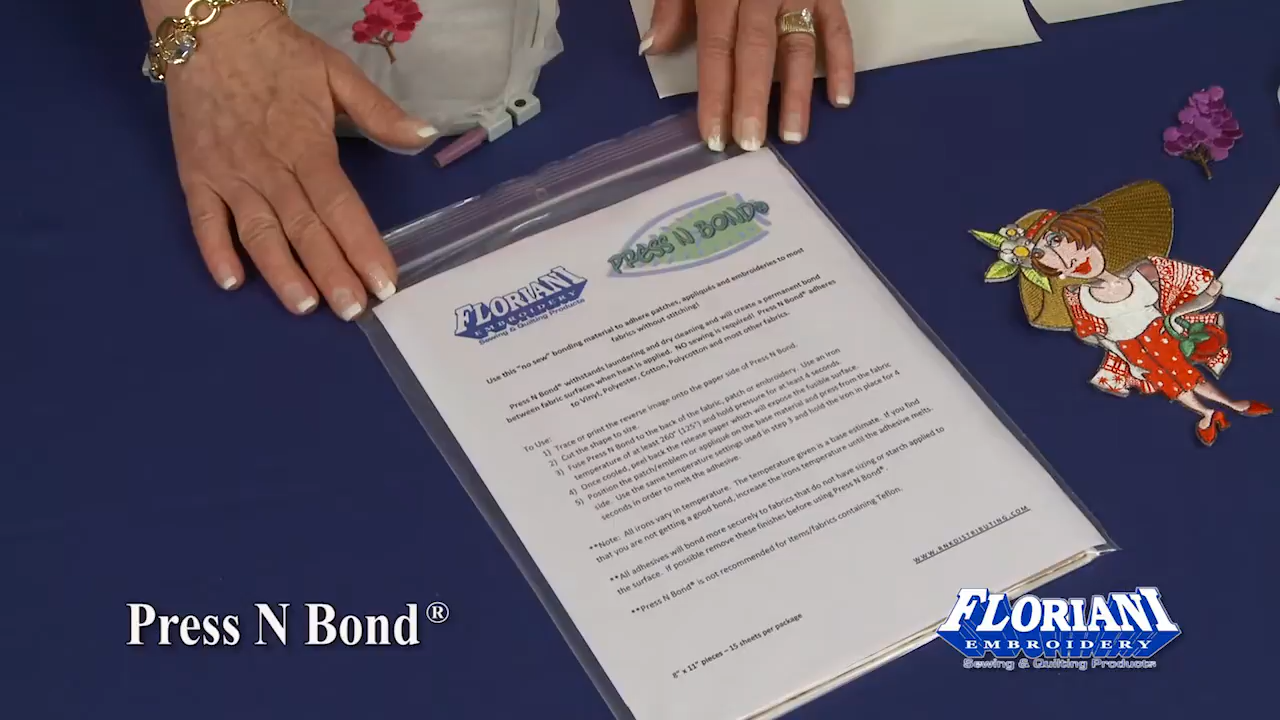 PRESS N BOND®
FLORIANI
EMBROIDERY
Sewing & Quilting Products
Use this "no sew" bonding material to adhere patches, appliqués and embroideries to most
fabrics without stitching!
Press N Bond® withstands laundering and dry cleaning and will create a permanent bond
between fabric surfaces when heat is applied. NO sewing is required! Press N Bond® adheres
to Vinyl, Polyester, Cotton, Polycotton and most other fabrics.
To Use:
1) Trace or print the reverse image onto the paper side of Press N Bond.
2) Cut the shape to size.
3) Fuse Press N Bond to the back of the fabric, patch or embroidery. Use an iron
temperature of at least 260° (125°) and hold pressure for at least 4 seconds.
4) Once cooled, peel back the release paper which will expose the fusible surface.
5) Position the patch/emblem or appliqué on the base material and press from the fabric
side. Use the same temperature settings used in step 3 and hold the iron in place for 4
seconds in order to melt the adhesive.
**Note: All irons vary in temperature. The temperature given is a base estimate. If you find
that you are not getting a good bond, increase the irons temperature until the adhesive melts.
**All adhesives will bond more securely to fabrics that do not have sizing or starch applied to
the surface. If possible remove these finishes before using Press N Bond®.
**Press N Bond® is not recommended for items/fabrics containing Teflon.
WWW.RNKDISTRIBUTING.COM
8" x 11" pieces – 15 sheets per package
Press N Bond®
FLORIANI
EMBROIDERY
Sewing & Quilting Products